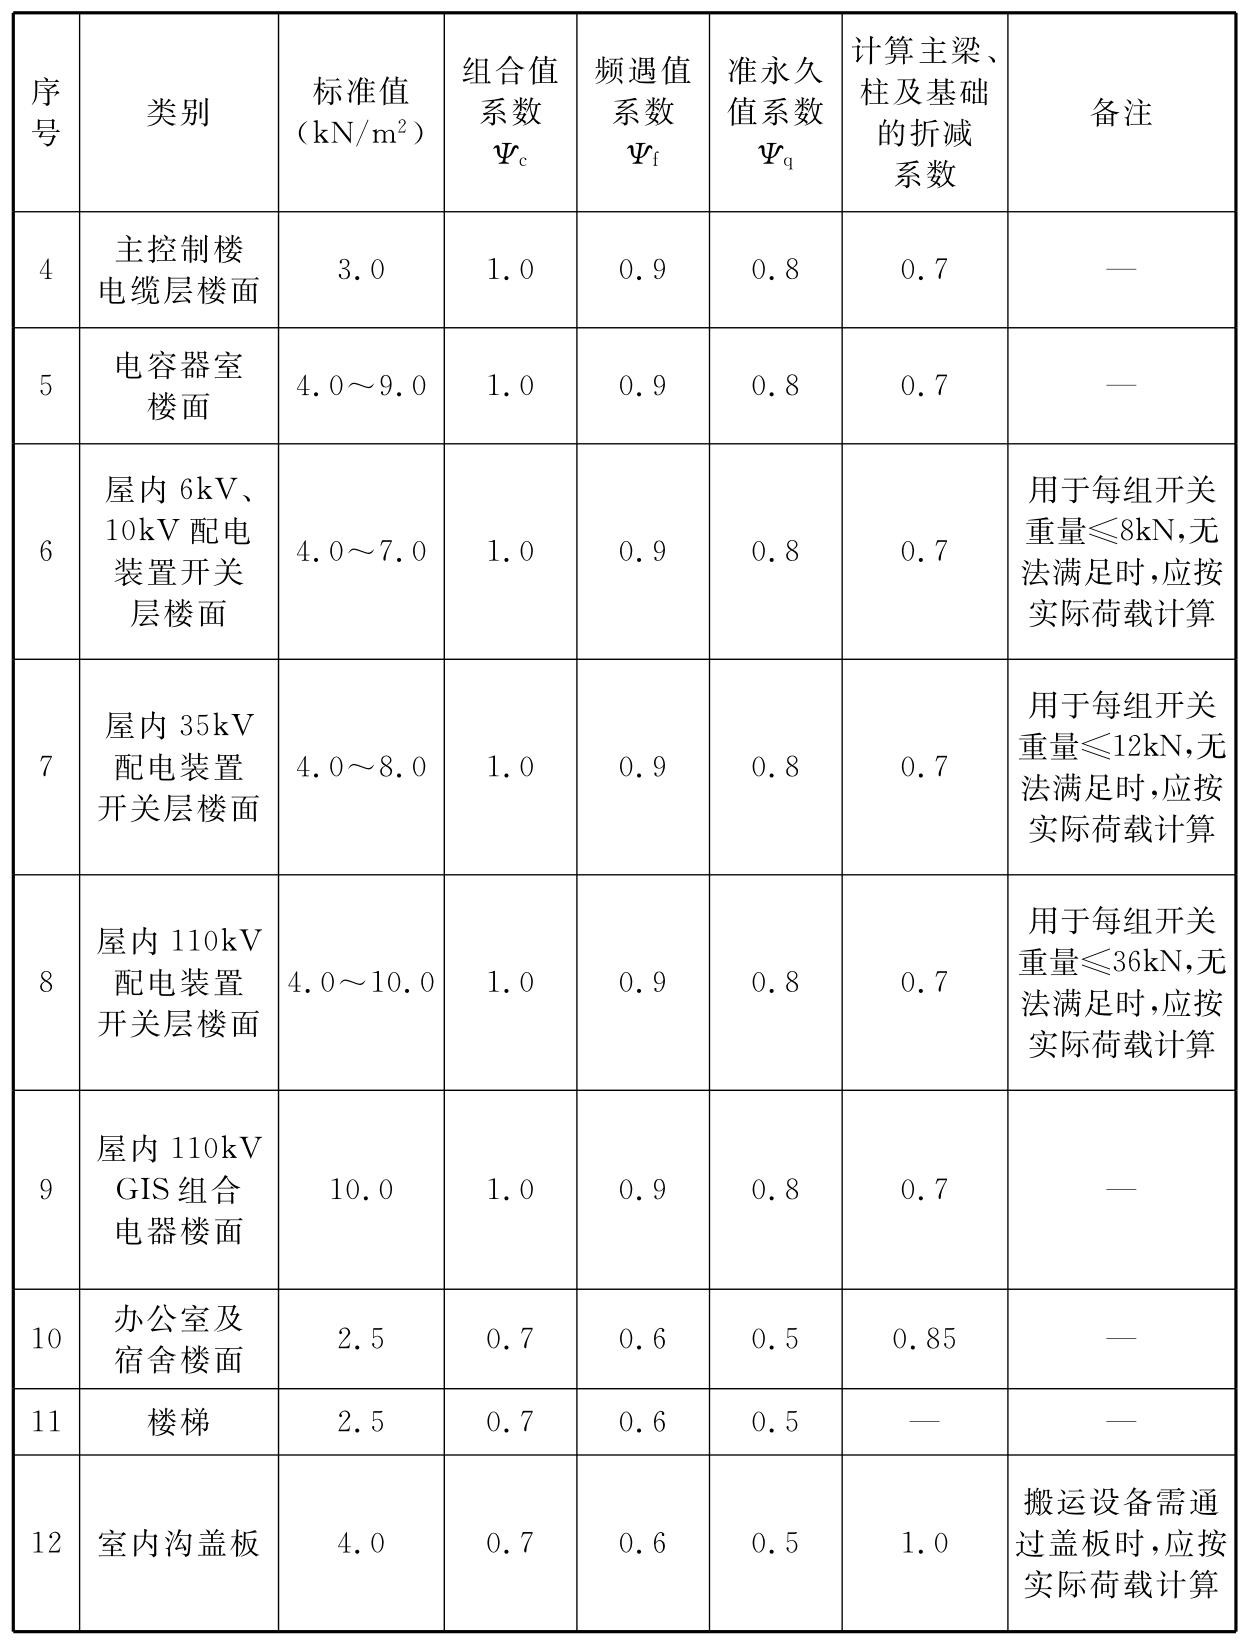 序号
类别
标准值
(kN/m²)
组合值
系数
Ψc
频遇值
系数
Ψf
准永久
值系数
Ψq
计算主梁、
柱及基础
的折减
系数
备注
4
主控制楼
电缆层楼面
3.0
1.0
0.9
0.8
0.7
—
5
电容器室
楼面
4.0～9.0
1.0
0.9
0.8
0.7
—
6
屋内 6kV、
10kV 配电
装置开关
层楼面
4.0～7.0
1.0
0.9
0.8
0.7
用于每组开关
重量≤8kN,无
法满足时,应按
实际荷载计算
7
屋内 35kV
配电装置
开关层楼面
4.0～8.0
1.0
0.9
0.8
0.7
用于每组开关
重量≤12kN,无
法满足时,应按
实际荷载计算
8
屋内 110kV
配电装置
开关层楼面
4.0～10.0
1.0
0.9
0.8
0.7
用于每组开关
重量≤36kN,无
法满足时,应按
实际荷载计算
9
屋内 110kV
GIS 组合
电器楼面
10.0
1.0
0.9
0.8
0.7
—
10
办公室及
宿舍楼面
2.5
0.7
0.6
0.5
0.85
—
11
楼梯
2.5
0.7
0.6
0.5
—
—
12
室内沟盖板
4.0
0.7
0.6
0.5
1.0
搬运设备需通
过盖板时,应按
实际荷载计算